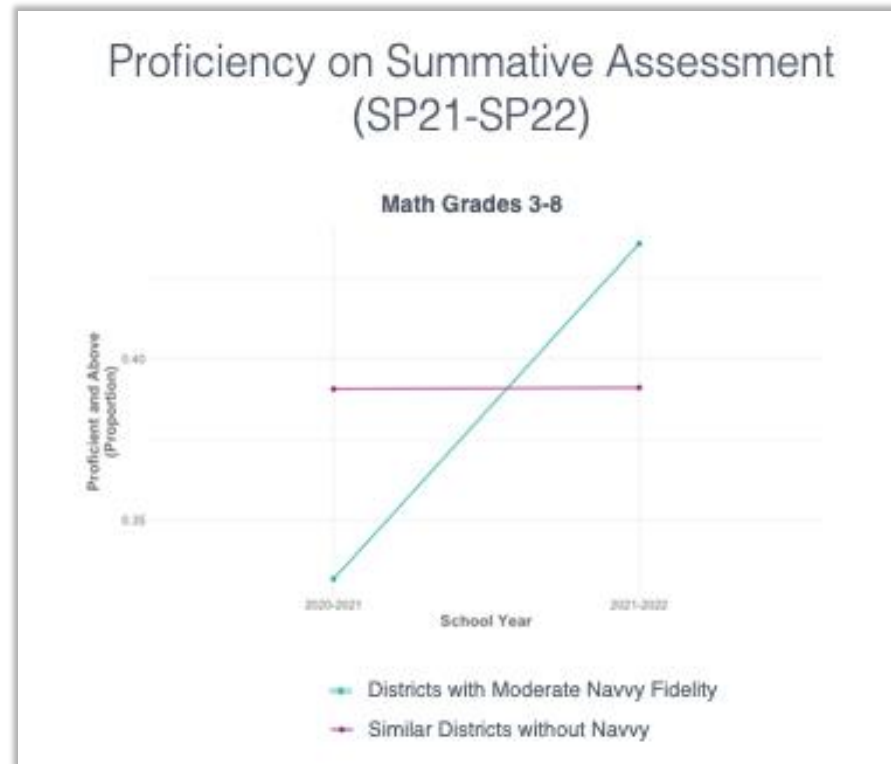 Proficiency on Summative Assessment
(SP21-SP22)
Math Grades 3-8
Proficient and Above
(Proportion)
0.40
0.35
2020-2021
2021-2022
School Year
Districts with Moderate Navvy Fidelity
Similar Districts without Navvy